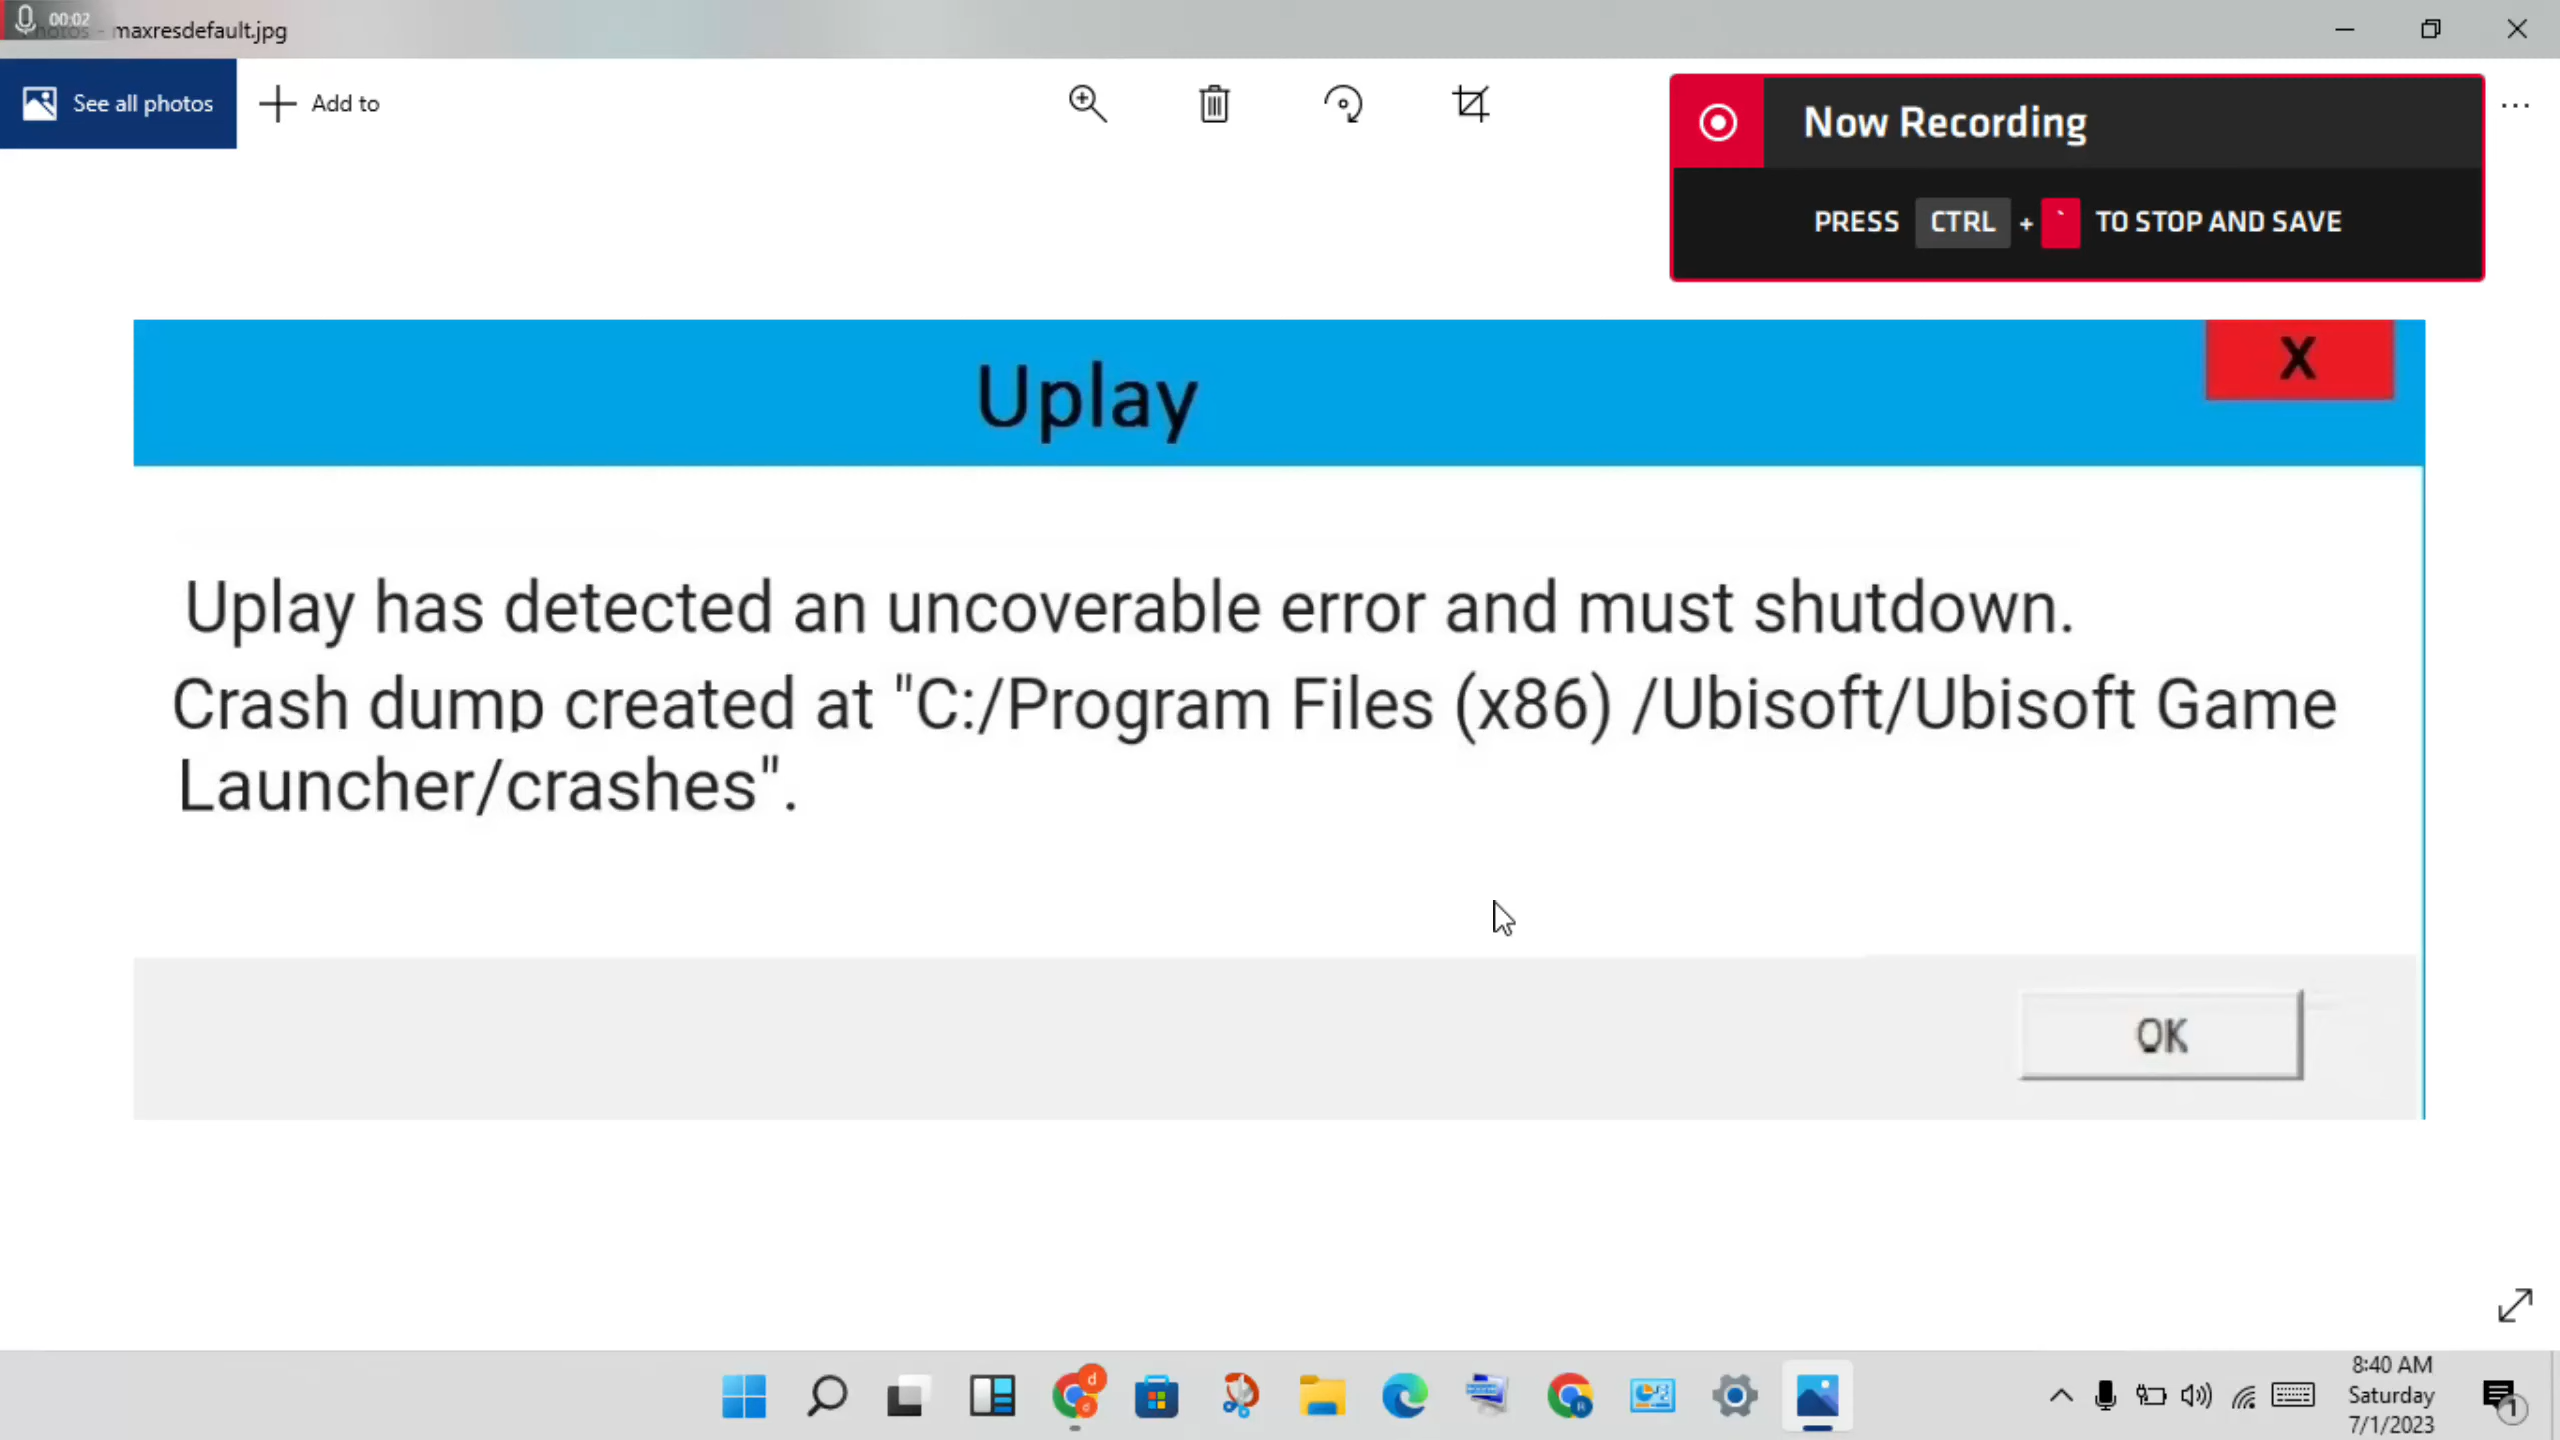 00:02
- maxresdefault.jpg
See all photos
Add to
Now Recording
PRESS CTRL + ` TO STOP AND SAVE
Uplay
X
Uplay has detected an uncoverable error and must shutdown.
Crash dump created at "C:/Program Files (x86) /Ubisoft/Ubisoft Game
Launcher/crashes".
OK
8:40 AM
Saturday
7/1/2023
d
d
R
1